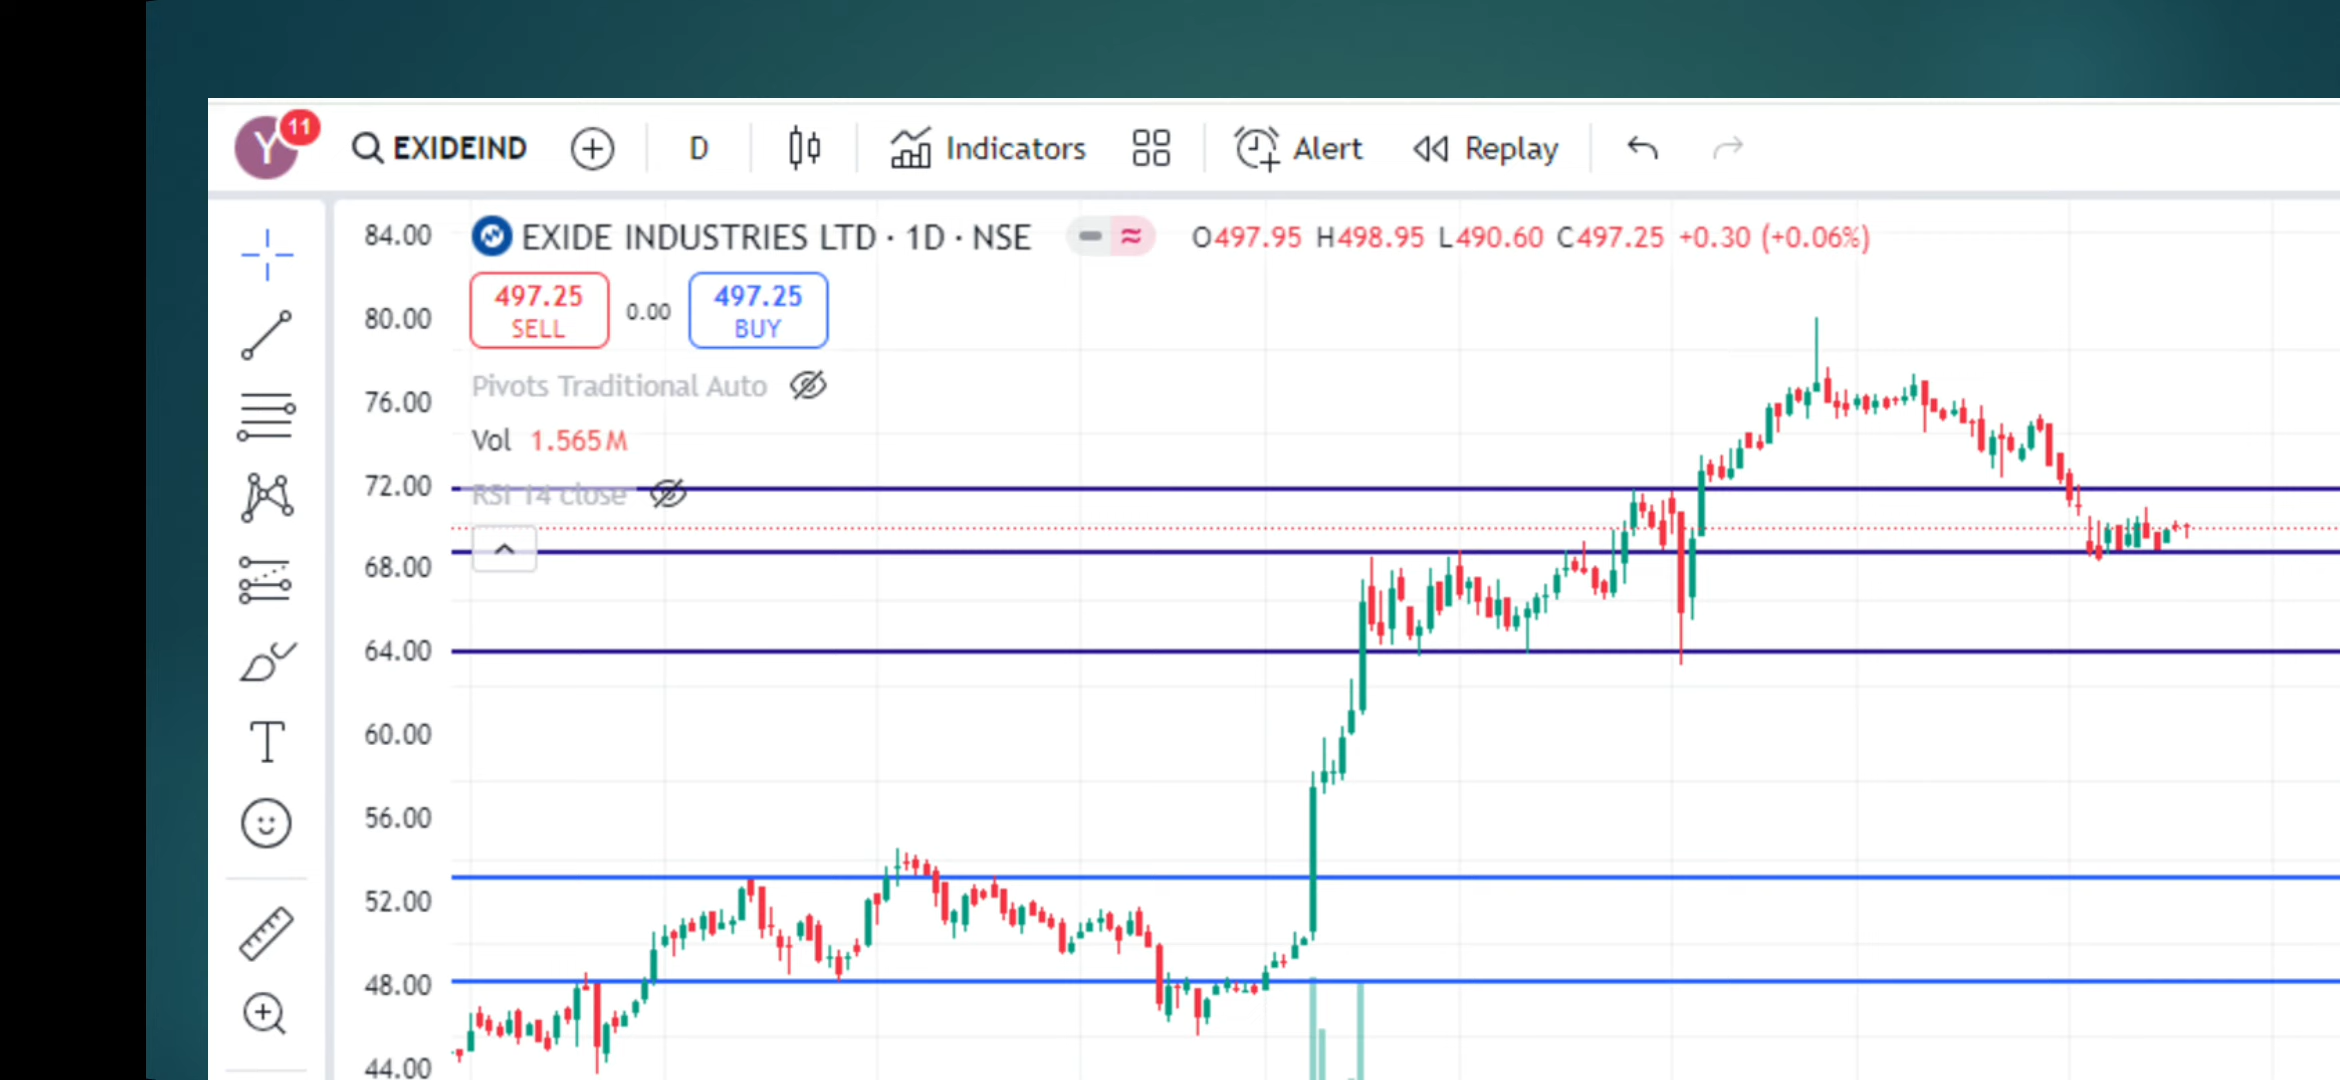 Y 11 EXIDEIND D Indicators Alert Replay
84.00 EXIDE INDUSTRIES LTD · 1D · NSE O497.95 H498.95 L490.60 C497.25 +0.30 (+0.06%)
497.25 SELL 0.00 497.25 BUY
80.00
Pivots Traditional Auto
76.00
Vol 1.565M
72.00 RSI 14 close
68.00
64.00
60.00
56.00
52.00
48.00
44.00